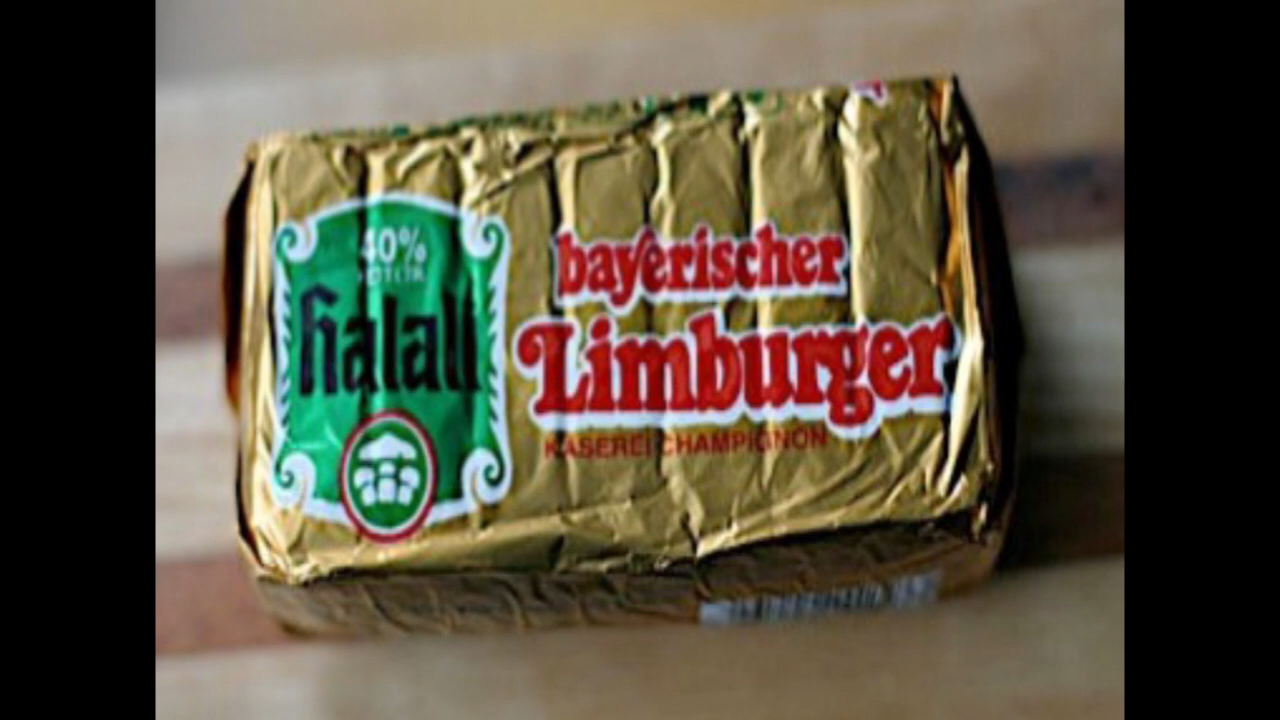 40%
halali
bayerischer
Limburger
KÄSEREI CHAMPIGNON